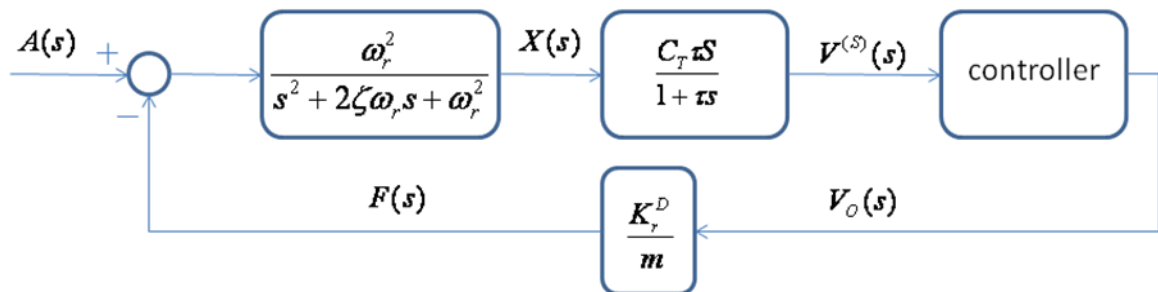 A(s)
+
−
ω_r^2
s^2 + 2ζω_r s + ω_r^2
X(s)
C_T τS
1 + τs
V^(S)(s)
controller
F(s)
K_r^D
m
V_O(s)